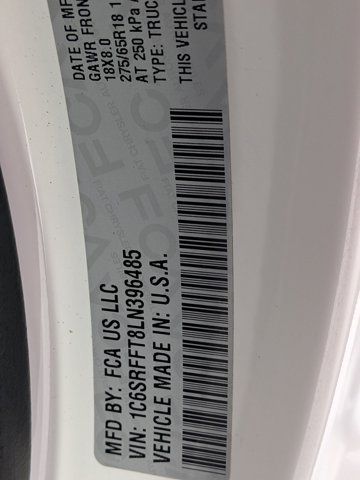 MFD BY: FCA US LLC
VIN: 1C6SRFFT8LN396485
VEHICLE MADE IN: U.S.A.
DATE OF MF
GAWR FRON
18X8.0
275/65R18 1
AT 250 kPa
TYPE: TRUC
THIS VEHICL
STA